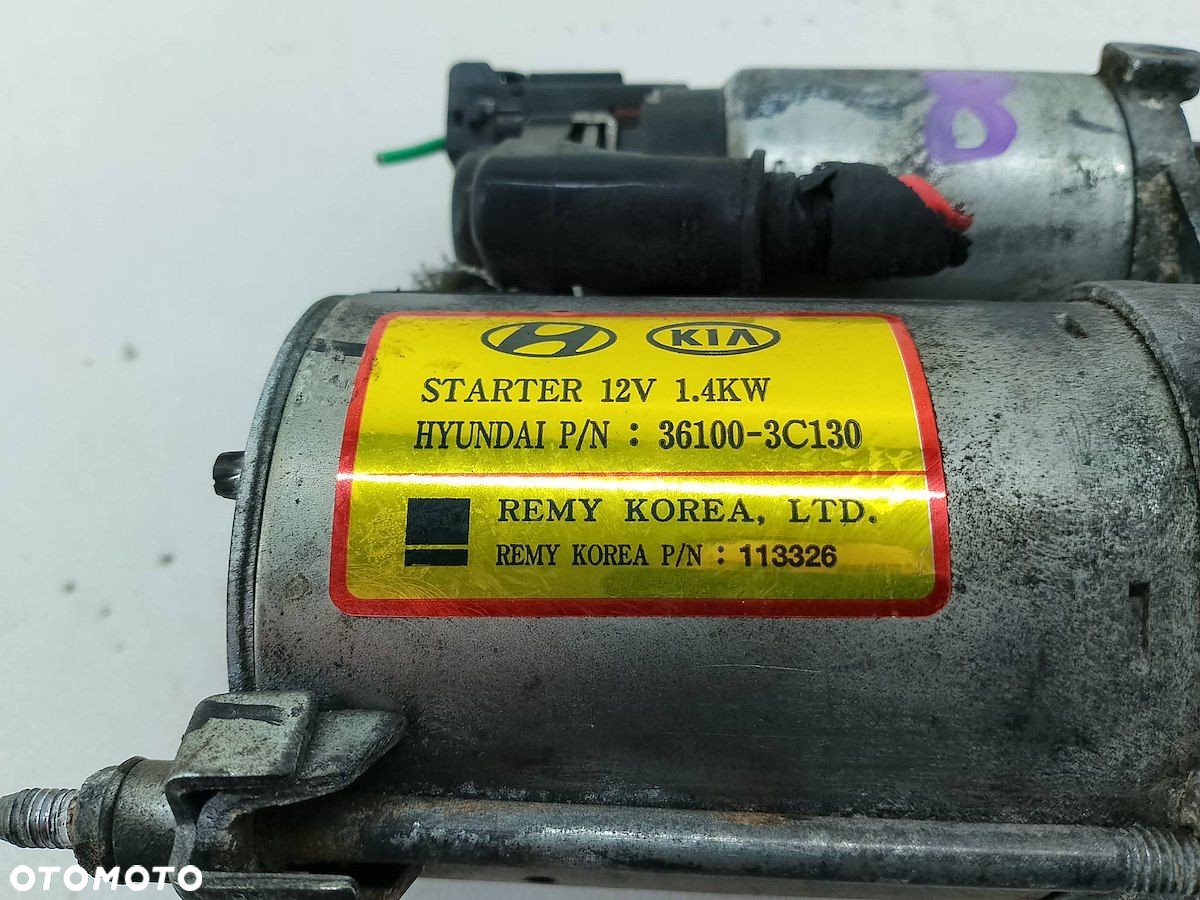 KIA
STARTER 12V 1.4KW
HYUNDAI P/N : 36100-3C130
REMY KOREA, LTD.
REMY KOREA P/N : 113326
OTOMOTO